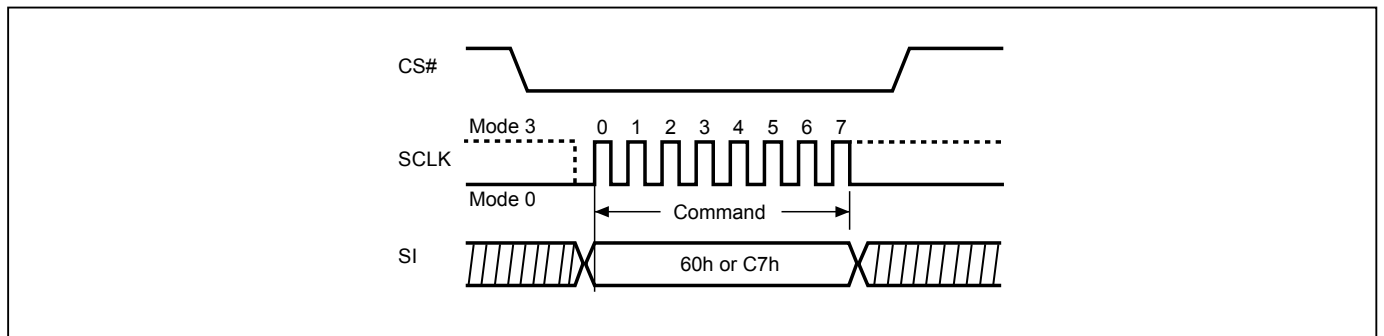 CS#
Mode 3
0 1 2 3 4 5 6 7
SCLK
Mode 0
Command
SI
60h or C7h